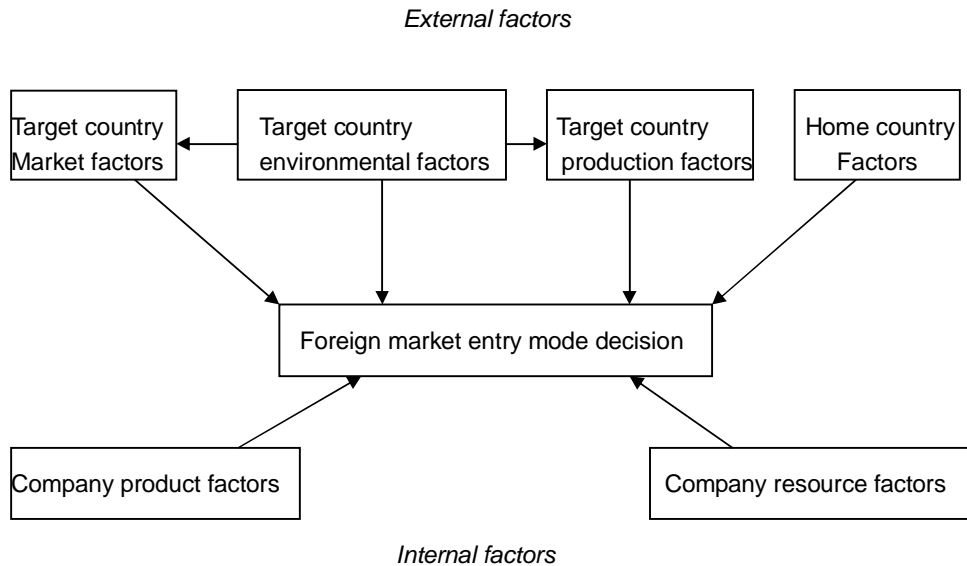 External factors
Target country
Market factors
Target country
environmental factors
Target country
production factors
Home country
Factors
Foreign market entry mode decision
Company product factors
Company resource factors
Internal factors